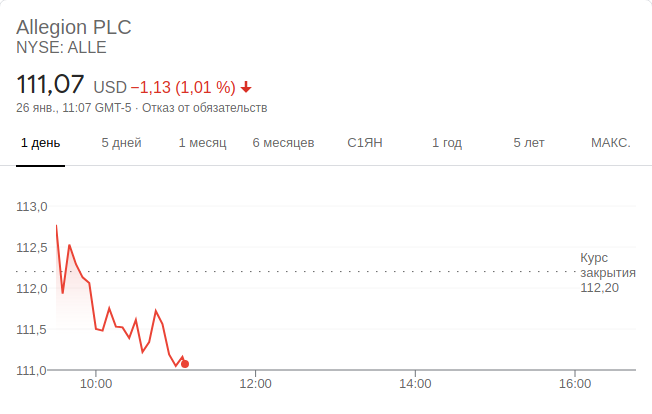 Allegion PLC
NYSE: ALLE
111,07 USD −1,13 (1,01 %)
26 янв., 11:07 GMT-5 · Отказ от обязательств
1 день 5 дней 1 месяц 6 месяцев С1ЯН 1 год 5 лет МАКС.
113,0
112,5
112,0
111,5
111,0
Курс
закрытия
112,20
10:00 12:00 14:00 16:00